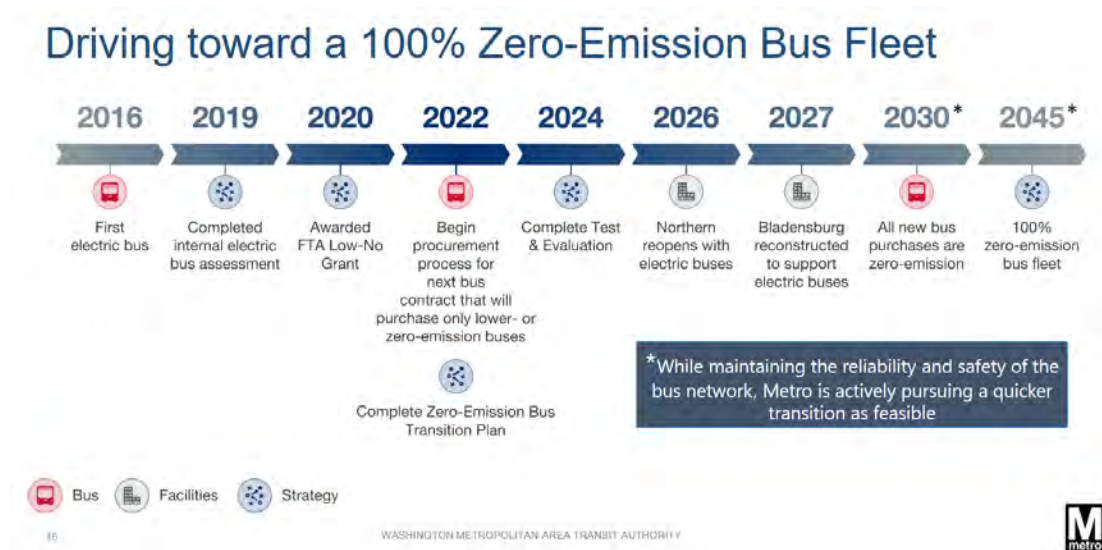 Driving toward a 100% Zero-Emission Bus Fleet
2016
2019
2020
2022
2024
2026
2027
2030*
2045*
First
electric bus
Completed
internal electric
bus assessment
Awarded
FTA Low-No
Grant
Begin
procurement
process for
next bus
contract that will
purchase only lower- or
zero-emission buses
Complete Zero-Emission Bus
Transition Plan
Complete Test
& Evaluation
Northern
reopens with
electric buses
Bladensburg
reconstructed
to support
electric buses
All new bus
purchases are
zero-emission
100%
zero-emission
bus fleet
*While maintaining the reliability and safety of the
bus network, Metro is actively pursuing a quicker
transition as feasible
Bus
Facilities
Strategy
16
WASHINGTON METROPOLITAN AREA TRANSIT AUTHORITY
M
metro